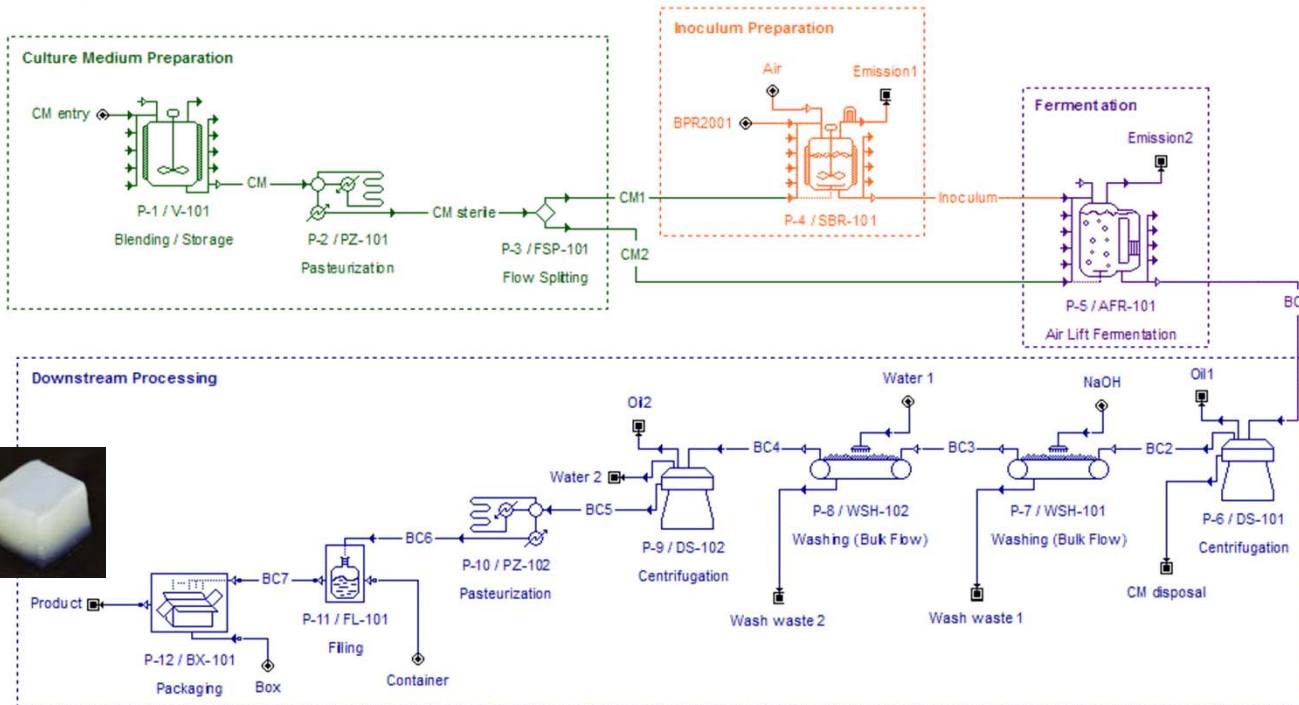 Culture Medium Preparation
CM entry
P-1 / V-101
Blending / Storage
CM
P-2 / PZ-101
Pasteurization
CM sterile
P-3 / FSP-101
Flow Splitting
CM1
CM2
Inoculum Preparation
Air
Emission1
BPR2001
P-4 / SBR-101
Inoculum
Fermentation
Emission2
P-5 / AFR-101
Air Lift Fermentation
BC
Downstream Processing
Oil1
P-6 / DS-101
Centrifugation
CM disposal
BC2
NaOH
P-7 / WSH-101
Washing (Bulk Flow)
Wash waste 1
BC3
Water 1
P-8 / WSH-102
Washing (Bulk Flow)
Wash waste 2
BC4
Oil2
Water 2
P-9 / DS-102
Centrifugation
BC5
P-10 / PZ-102
Pasteurization
BC6
P-11 / FL-101
Filling
Container
BC7
P-12 / BX-101
Packaging
Box
Product